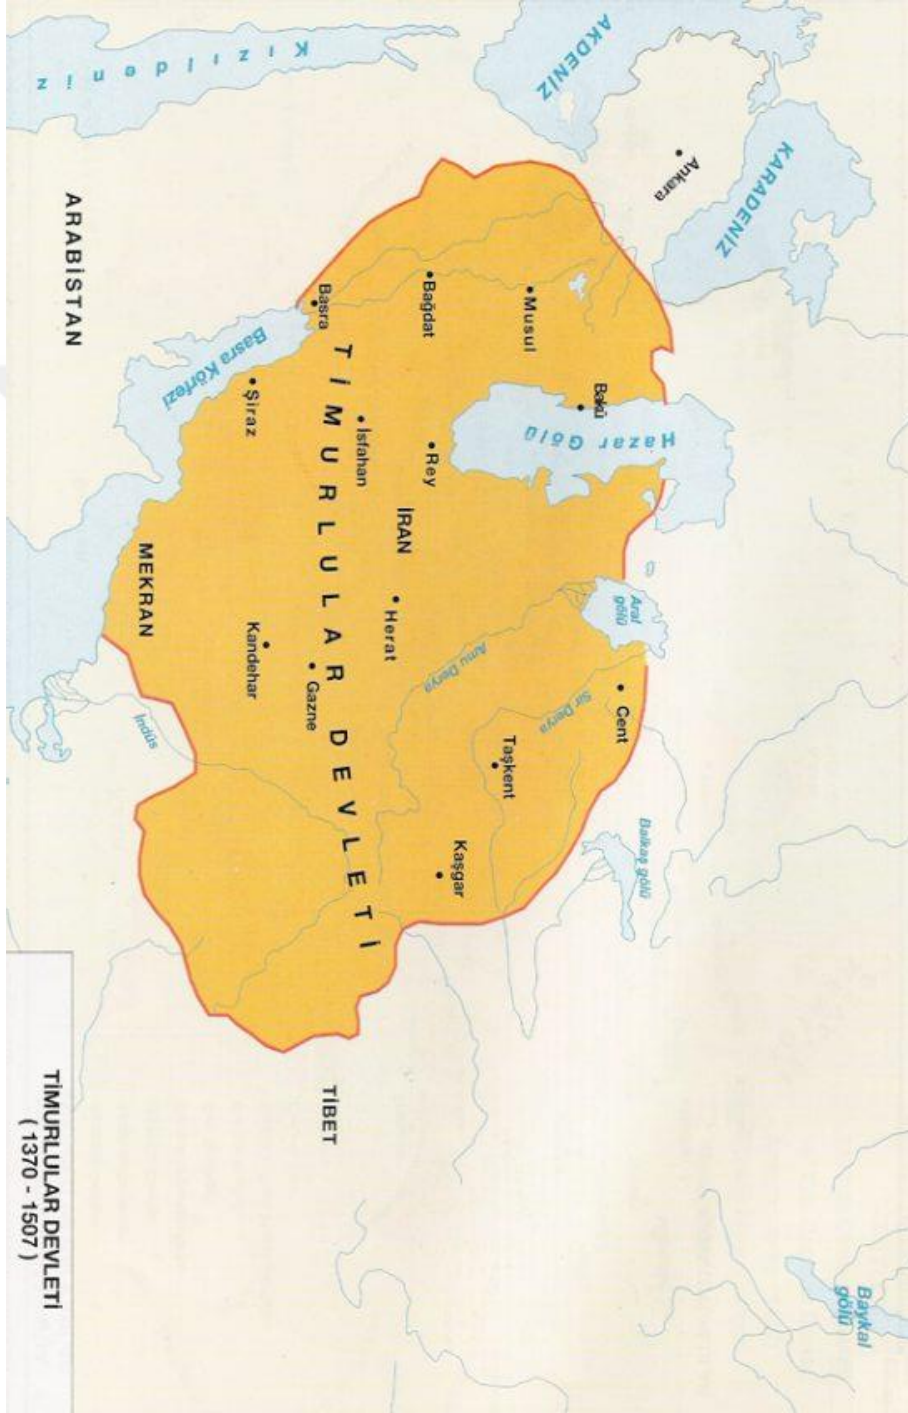 AKDENİZ
KARADENİZ
Ankara
Kızıldeniz
ARABİSTAN
Musul
Bağdat
Basra
Basra Körfezi
Bakü
Hazar Gölü
Şiraz
İsfahan
Rey
İRAN
TİMURLULAR DEVLETİ
MEKRAN
Herat
Kandehar
Gazne
İndüs
Aral
gölü
Amu Derya
Sir Derya
Cent
Taşkent
Kaşgar
Balkaş gölü
TİBET
Baykal
gölü
TİMURLULAR DEVLETİ
( 1370 - 1507 )